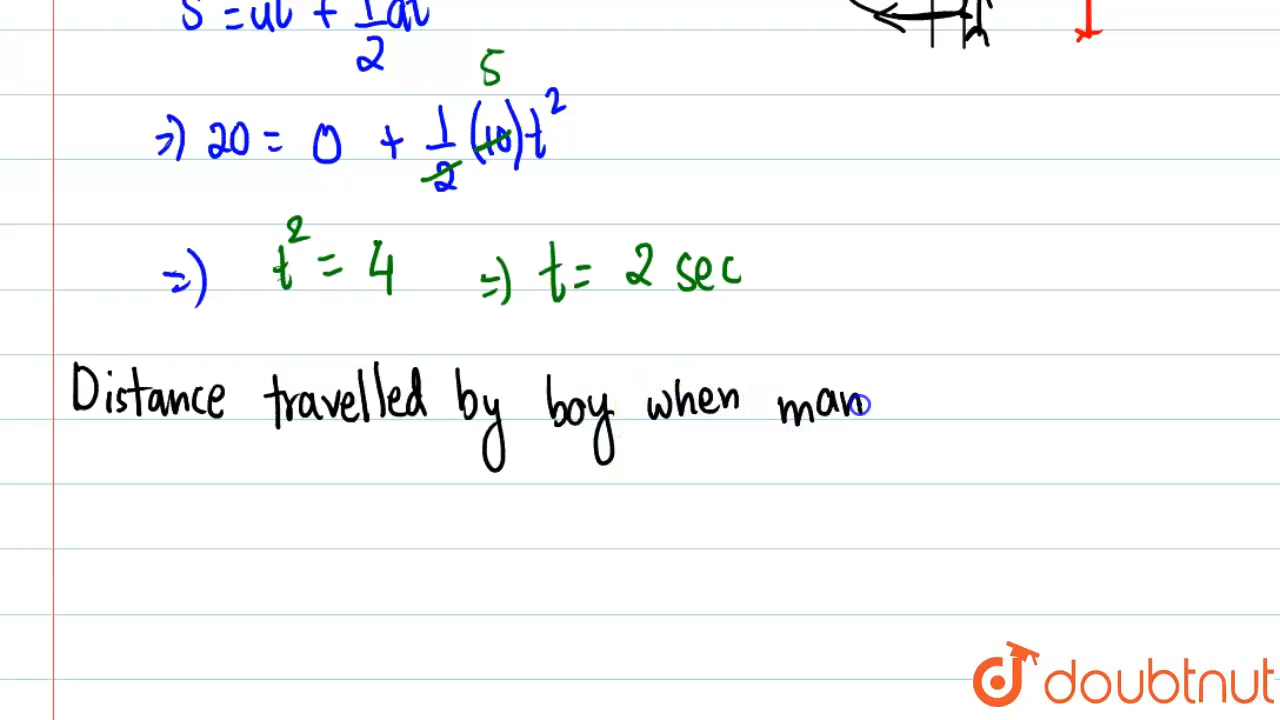 S = ut + 1/2 at
⇒ 20 = 0 + 1/2 (10) t² 5
⇒ t² = 4 ⇒ t = 2 sec
Distance travelled by boy when man
doubtnut